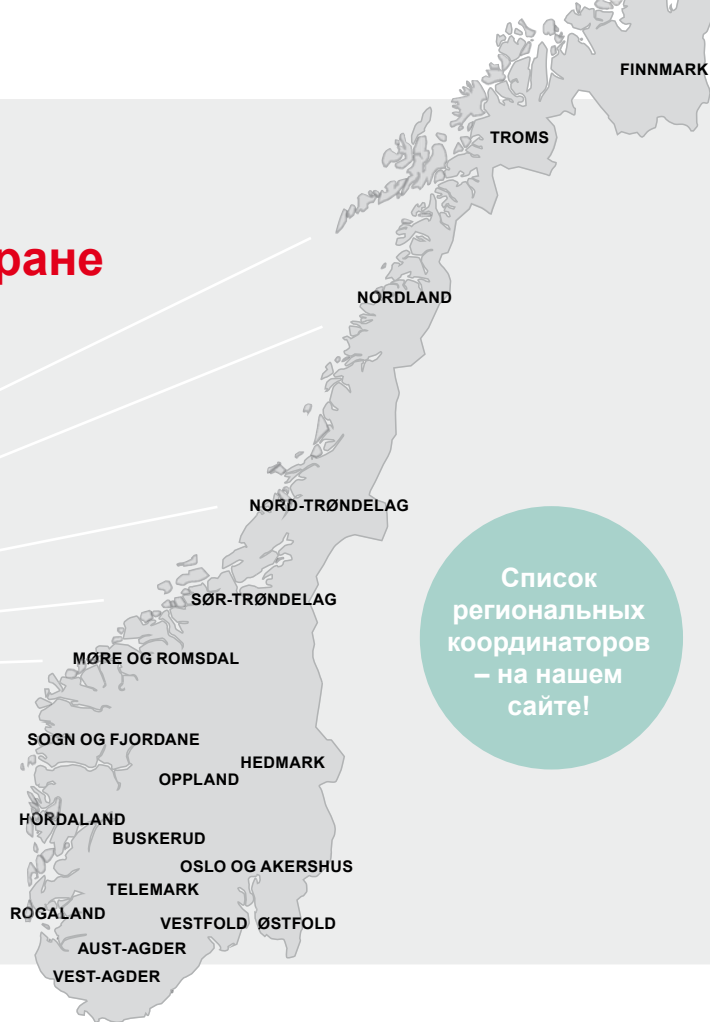 FINNMARK
TROMS
ране
NORDLAND
NORD-TRØNDELAG
SØR-TRØNDELAG
Список
региональных
координаторов
– на нашем
сайте!
MØRE OG ROMSDAL
SOGN OG FJORDANE
HEDMARK
OPPLAND
HORDALAND
BUSKERUD
OSLO OG AKERSHUS
TELEMARK
ROGALAND
VESTFOLD ØSTFOLD
AUST-AGDER
VEST-AGDER